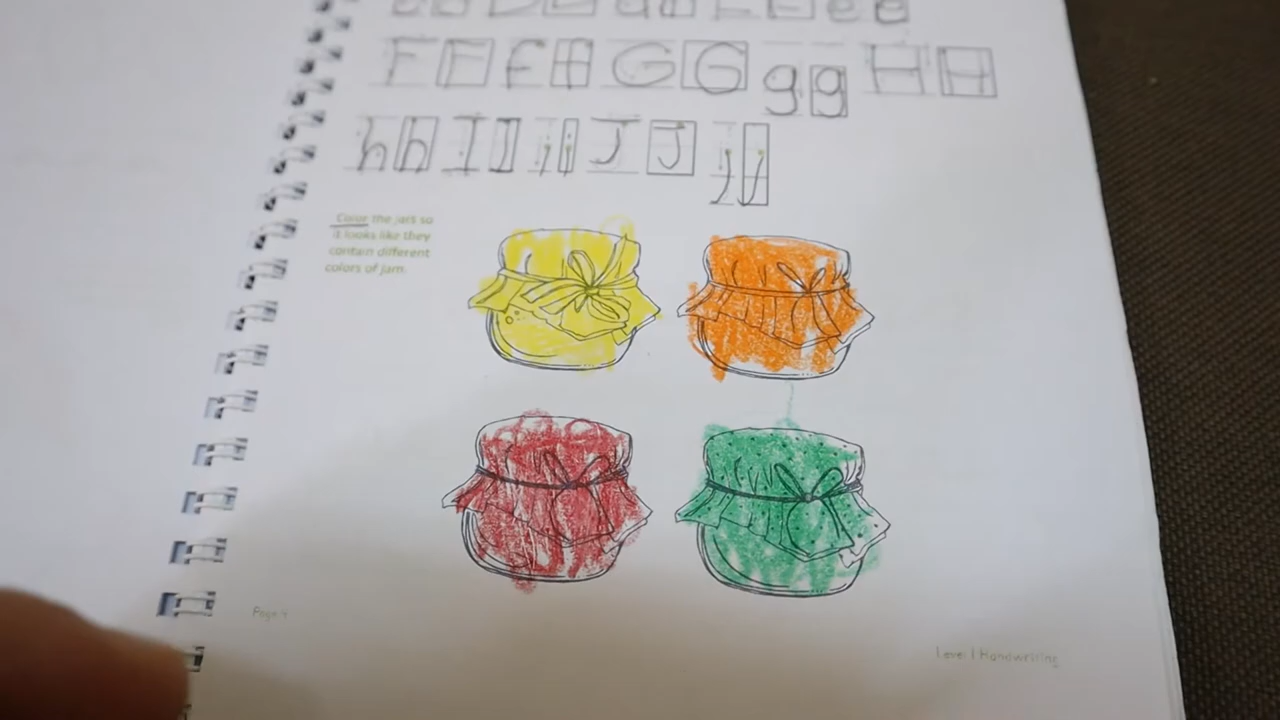 F F f f G G g g H H
h h I I i i J J j j
Color the jars so
it looks like they
contain different
colors of jam.
Page 4
Level 1 Handwriting